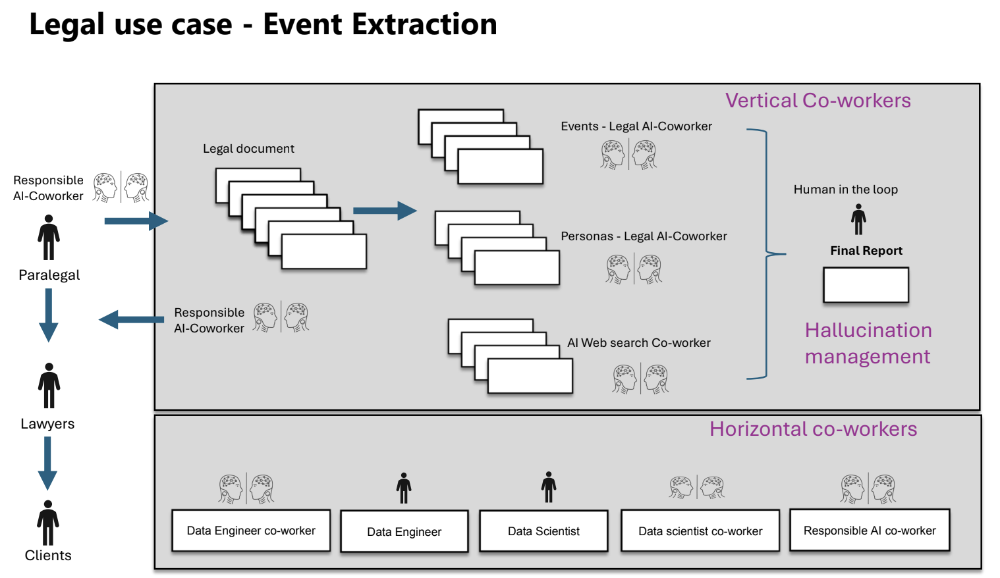 Legal use case - Event Extraction
Vertical Co-workers
Events - Legal AI-Coworker
Legal document
Responsible
AI-Coworker
Human in the loop
Personas - Legal AI-Coworker
Final Report
Paralegal
Responsible
AI-Coworker
Hallucination
management
AI Web search Co-worker
Lawyers
Horizontal co-workers
Data Engineer co-worker
Data Engineer
Data Scientist
Data scientist co-worker
Responsible AI co-worker
Clients